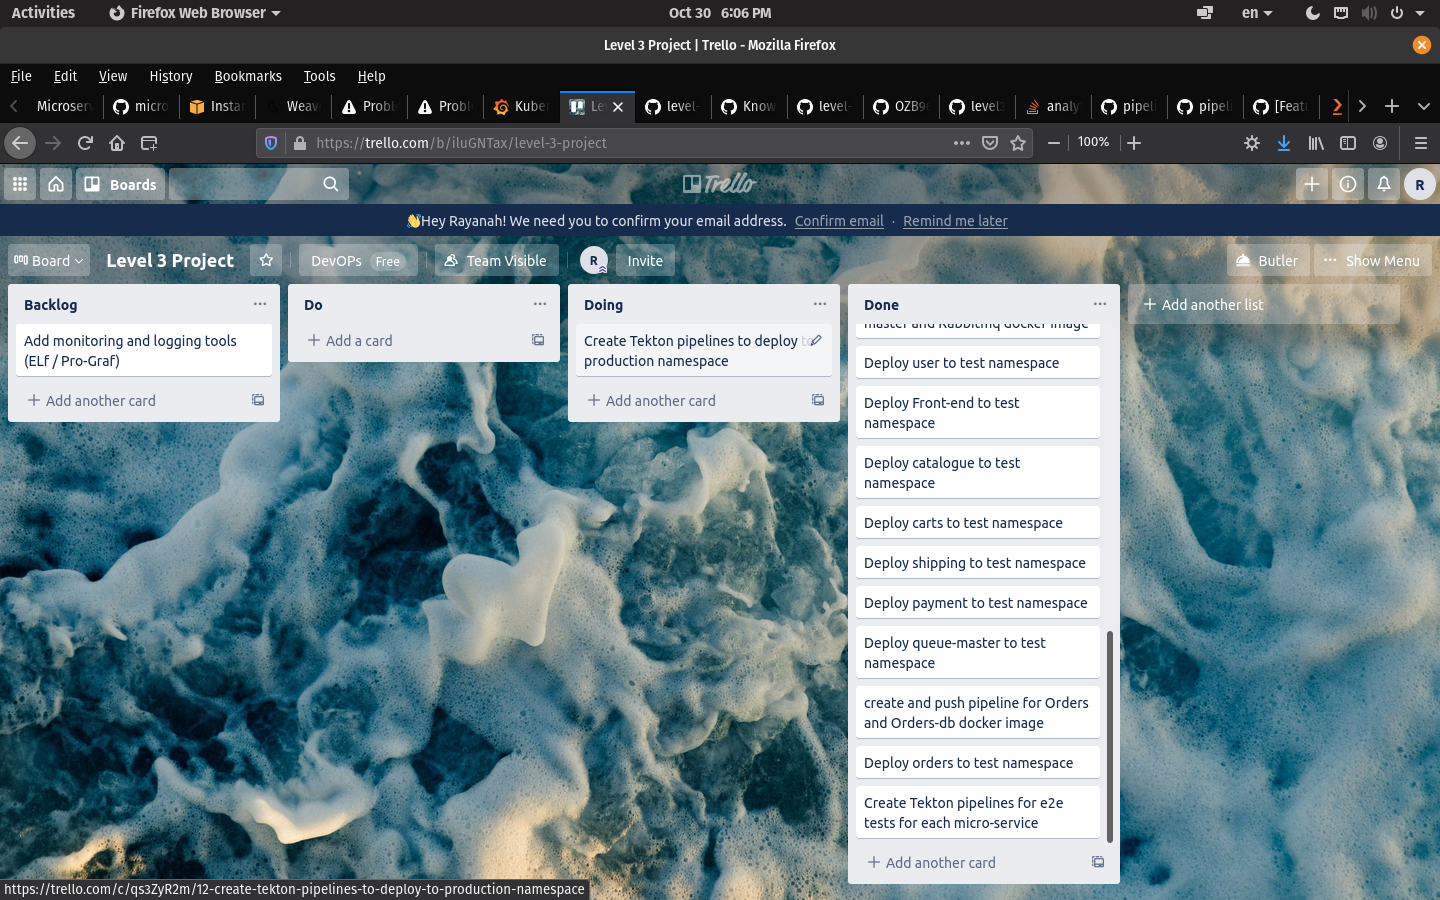 Activities
Firefox Web Browser
Oct 30 6:06 PM
en
Level 3 Project | Trello - Mozilla Firefox
File Edit View History Bookmarks Tools Help
Microserv micro Instan Weave Proble Proble Kuber Le level- Know level- OZB9 level3 analy pipeli pipeli [Featu
https://trello.com/b/iluGNTax/level-3-project
100%
Boards
Trello
R
👋Hey Rayanah! We need you to confirm your email address. Confirm email · Remind me later
Board
Level 3 Project
DevOPs Free
Team Visible
R
Invite
Butler
Show Menu
Backlog
Add monitoring and logging tools
(ELf / Pro-Graf)
Add another card
Do
Add a card
Doing
Create Tekton pipelines to deploy to
production namespace
Add another card
Done
master and Rabbitmq docker image
Deploy user to test namespace
Deploy Front-end to test
namespace
Deploy catalogue to test
namespace
Deploy carts to test namespace
Deploy shipping to test namespace
Deploy payment to test namespace
Deploy queue-master to test
namespace
create and push pipeline for Orders
and Orders-db docker image
Deploy orders to test namespace
Create Tekton pipelines for e2e
tests for each micro-service
Add another card
Add another list
https://trello.com/c/qs3ZyR2m/12-create-tekton-pipelines-to-deploy-to-production-namespace